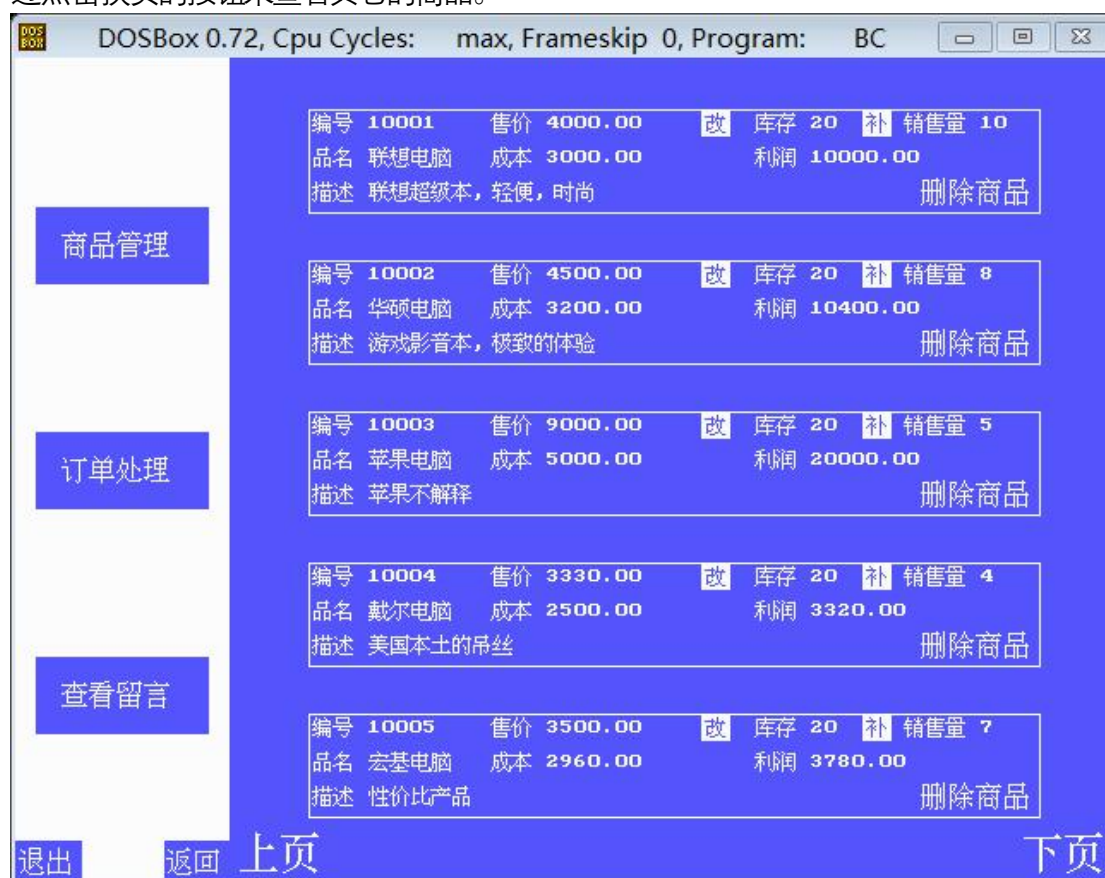 DOSBox 0.72, Cpu Cycles: max, Frameskip 0, Program: BC
编号 10001 售价 4000.00 改 库存 20 补 销售量 10
品名 联想电脑 成本 3000.00 利润 10000.00
描述 联想超级本，轻便，时尚 删除商品
商品管理
编号 10002 售价 4500.00 改 库存 20 补 销售量 8
品名 华硕电脑 成本 3200.00 利润 10400.00
描述 游戏影音本，极致的体验 删除商品
编号 10003 售价 9000.00 改 库存 20 补 销售量 5
品名 苹果电脑 成本 5000.00 利润 20000.00
描述 苹果不解释 删除商品
订单处理
编号 10004 售价 3330.00 改 库存 20 补 销售量 4
品名 戴尔电脑 成本 2500.00 利润 3320.00
描述 美国本土的吊丝 删除商品
查看留言
编号 10005 售价 3500.00 改 库存 20 补 销售量 7
品名 宏基电脑 成本 2960.00 利润 3780.00
描述 性价比产品 删除商品
退出 返回 上页 下页